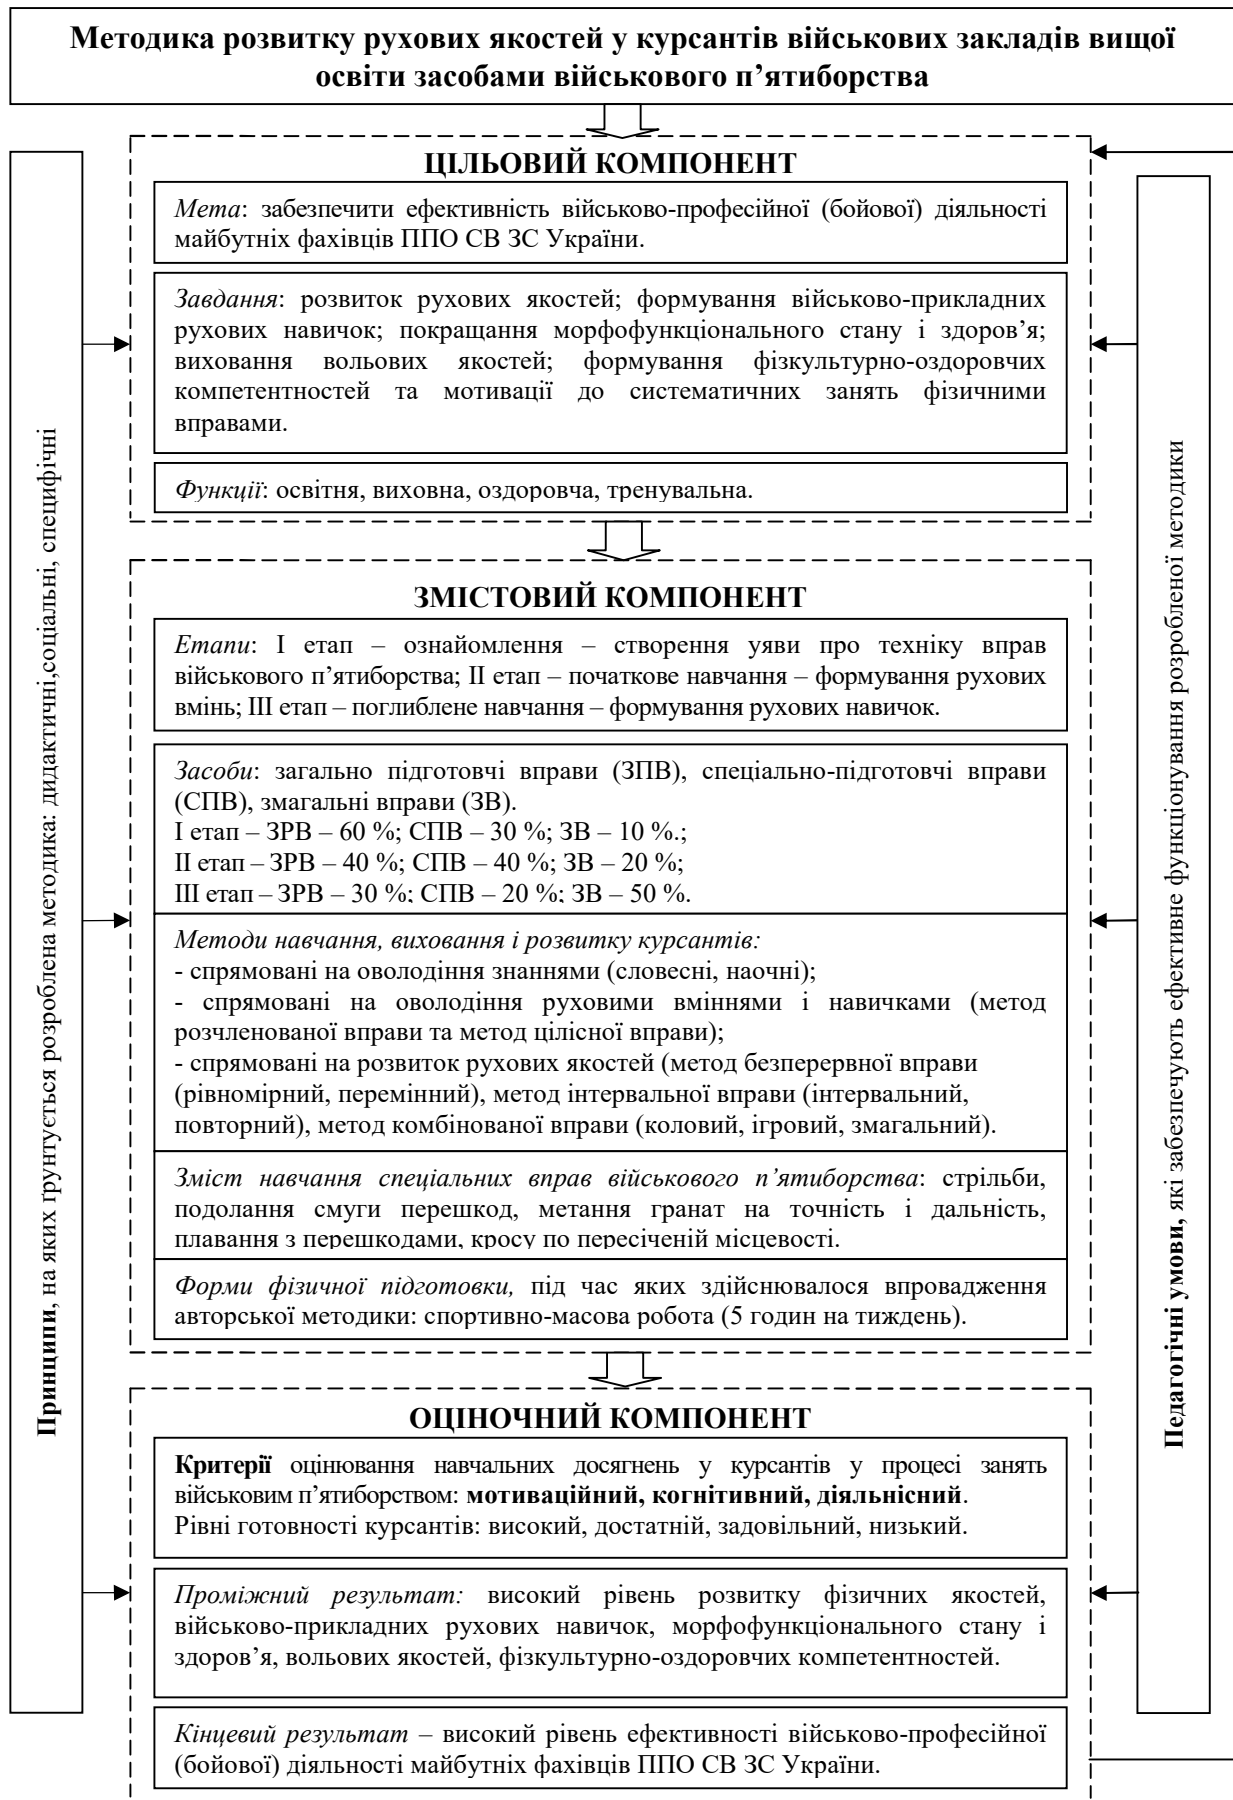 Методика розвитку рухових якостей у курсантів військових закладів вищої
освіти засобами військового п’ятиборства
Принципи, на яких ґрунтується розроблена методика: дидактичні,соціальні, специфічні
ЦІЛЬОВИЙ КОМПОНЕНТ
Мета: забезпечити ефективність військово-професійної (бойової) діяльності
майбутніх фахівців ППО СВ ЗС України.
Завдання: розвиток рухових якостей; формування військово-прикладних
рухових навичок; покращання морфофункціонального стану і здоров’я;
виховання вольових якостей; формування фізкультурно-оздоровчих
компетентностей та мотивації до систематичних занять фізичними
вправами.
Функції: освітня, виховна, оздоровча, тренувальна.
ЗМІСТОВИЙ КОМПОНЕНТ
Етапи: І етап – ознайомлення – створення уяви про техніку вправ
військового п’ятиборства; ІІ етап – початкове навчання – формування рухових
вмінь; ІІІ етап – поглиблене навчання – формування рухових навичок.
Засоби: загально підготовчі вправи (ЗПВ), спеціально-підготовчі вправи
(СПВ), змагальні вправи (ЗВ).
І етап – ЗРВ – 60 %; СПВ – 30 %; ЗВ – 10 %.;
ІІ етап – ЗРВ – 40 %; СПВ – 40 %; ЗВ – 20 %;
ІІІ етап – ЗРВ – 30 %; СПВ – 20 %; ЗВ – 50 %.
Методи навчання, виховання і розвитку курсантів:
- спрямовані на оволодіння знаннями (словесні, наочні);
- спрямовані на оволодіння руховими вміннями і навичками (метод
розчленованої вправи та метод цілісної вправи);
- спрямовані на розвиток рухових якостей (метод безперервної вправи
(рівномірний, перемінний), метод інтервальної вправи (інтервальний,
повторний), метод комбінованої вправи (коловий, ігровий, змагальний).
Зміст навчання спеціальних вправ військового п’ятиборства: стрільби,
подолання смуги перешкод, метання гранат на точність і дальність,
плавання з перешкодами, кросу по пересіченій місцевості.
Форми фізичної підготовки, під час яких здійснювалося впровадження
авторської методики: спортивно-масова робота (5 годин на тиждень).
ОЦІНОЧНИЙ КОМПОНЕНТ
Критерії оцінювання навчальних досягнень у курсантів у процесі занять
військовим п’ятиборством: мотиваційний, когнітивний, діяльнісний.
Рівні готовності курсантів: високий, достатній, задовільний, низький.
Проміжний результат: високий рівень розвитку фізичних якостей,
військово-прикладних рухових навичок, морфофункціонального стану і
здоров’я, вольових якостей, фізкультурно-оздоровчих компетентностей.
Кінцевий результат – високий рівень ефективності військово-професійної
(бойової) діяльності майбутніх фахівців ППО СВ ЗС України.
Педагогічні умови, які забезпечують ефективне функціонування розробленої методики